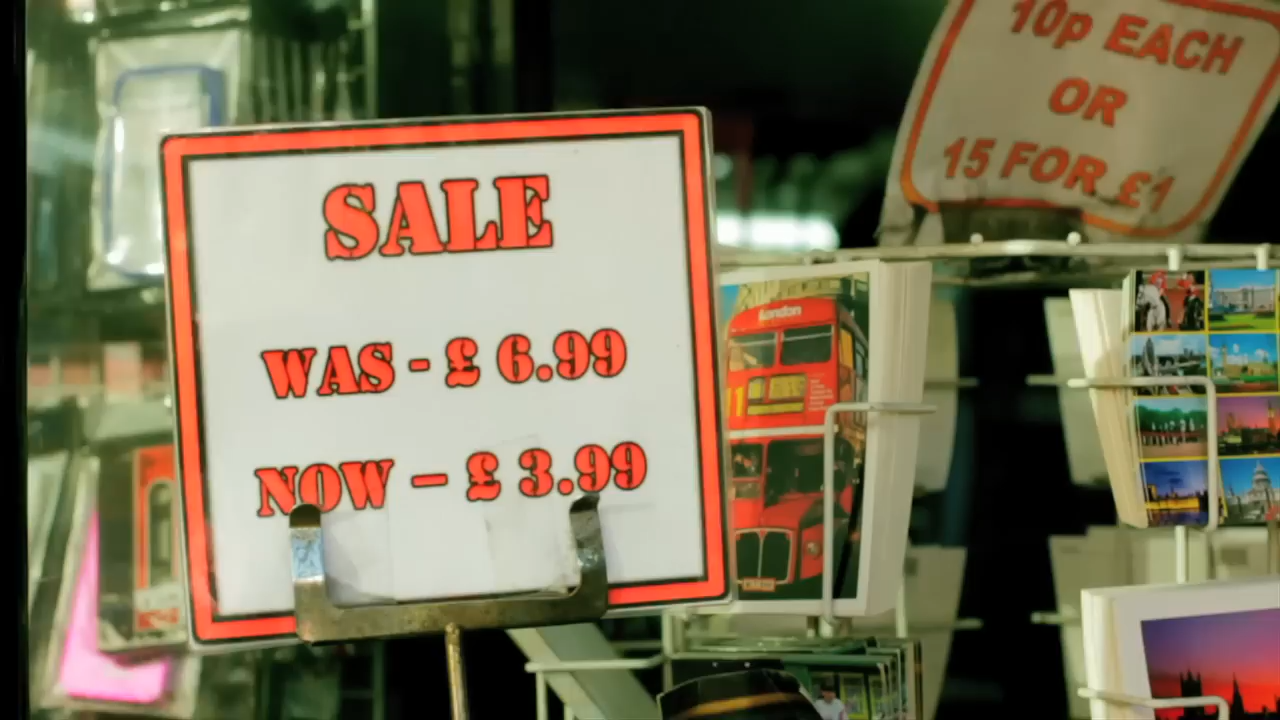 SALE
WAS - £ 6.99
NOW – £ 3.99
10p EACH
OR
15 FOR £1
London